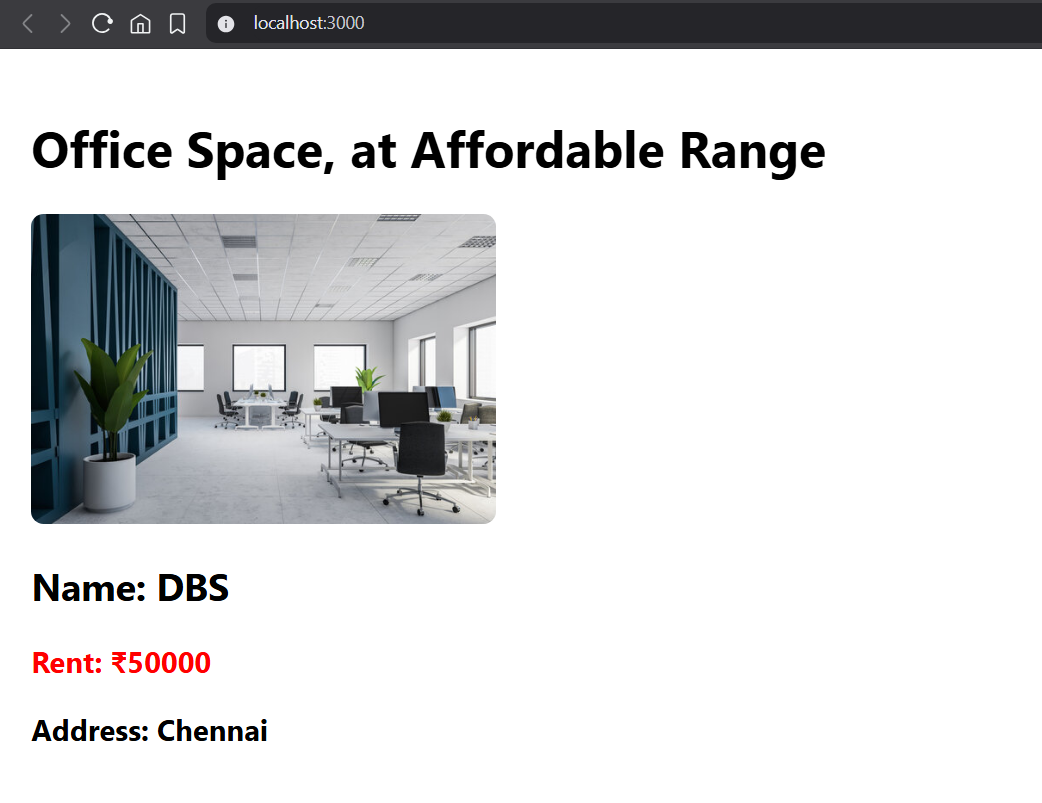 localhost:3000
Office Space, at Affordable Range
Name: DBS
Rent: ₹50000
Address: Chennai